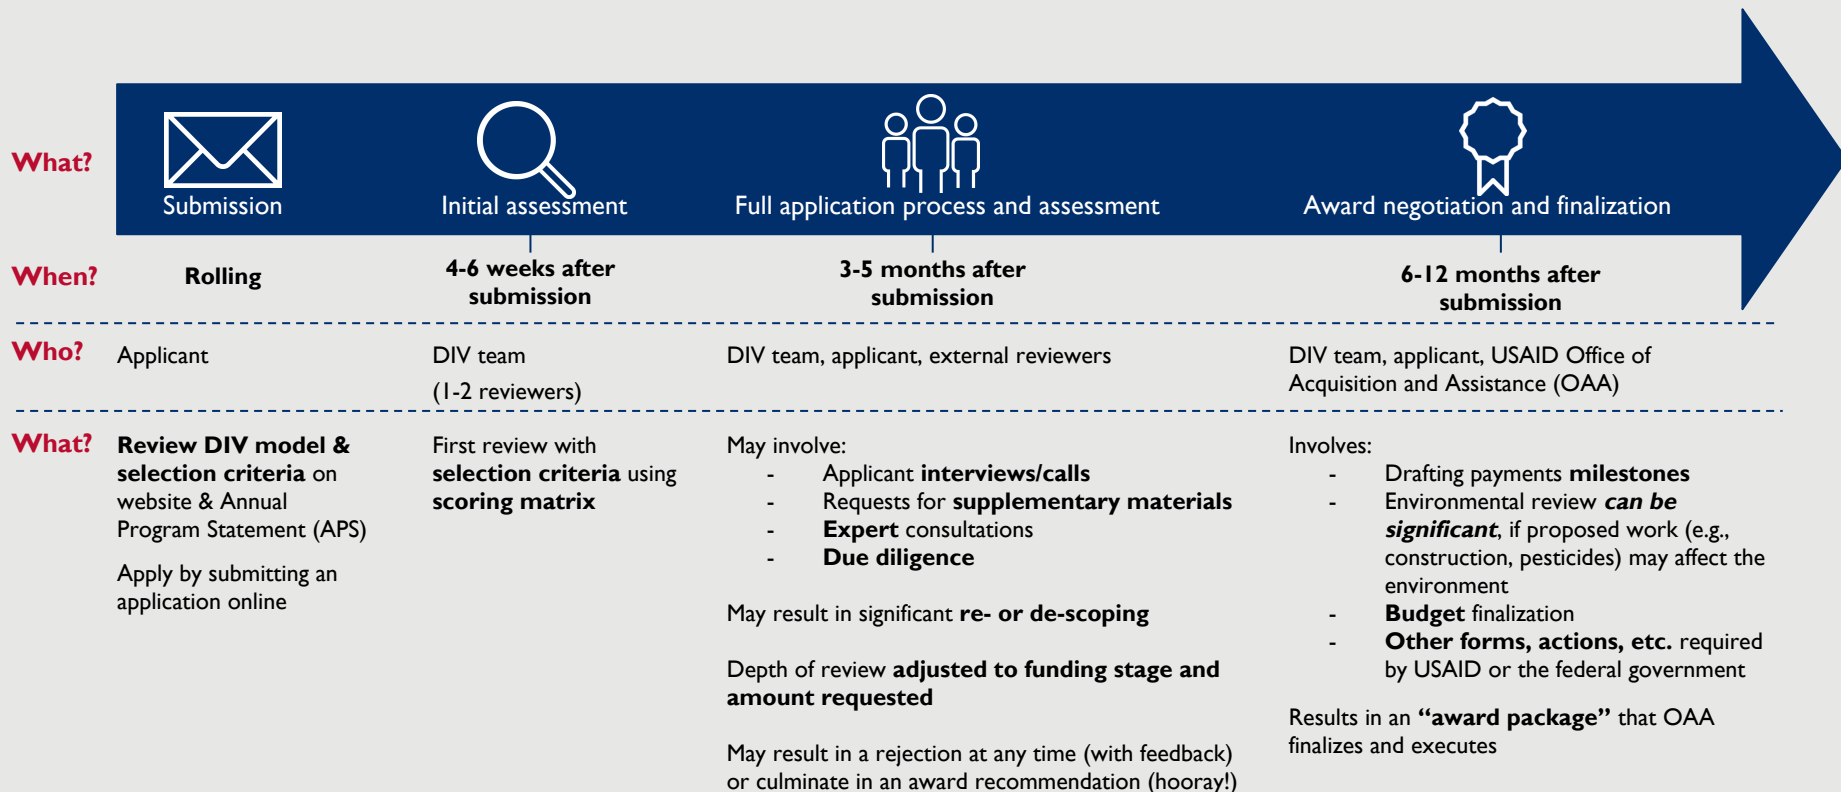 What?
Submission
Initial assessment
Full application process and assessment
Award negotiation and finalization
When?
Rolling
4-6 weeks after
submission
3-5 months after
submission
6-12 months after
submission
Who?
Applicant
DIV team
(1-2 reviewers)
DIV team, applicant, external reviewers
DIV team, applicant, USAID Office of
Acquisition and Assistance (OAA)
What?
Review DIV model &
selection criteria on
website & Annual
Program Statement (APS)
Apply by submitting an
application online
First review with
selection criteria using
scoring matrix
May involve:
- Applicant interviews/calls
- Requests for supplementary materials
- Expert consultations
- Due diligence
May result in significant re- or de-scoping
Depth of review adjusted to funding stage and
amount requested
May result in a rejection at any time (with feedback)
or culminate in an award recommendation (hooray!)
Involves:
- Drafting payments milestones
- Environmental review can be
significant, if proposed work (e.g.,
construction, pesticides) may affect the
environment
- Budget finalization
- Other forms, actions, etc. required
by USAID or the federal government
Results in an “award package” that OAA
finalizes and executes